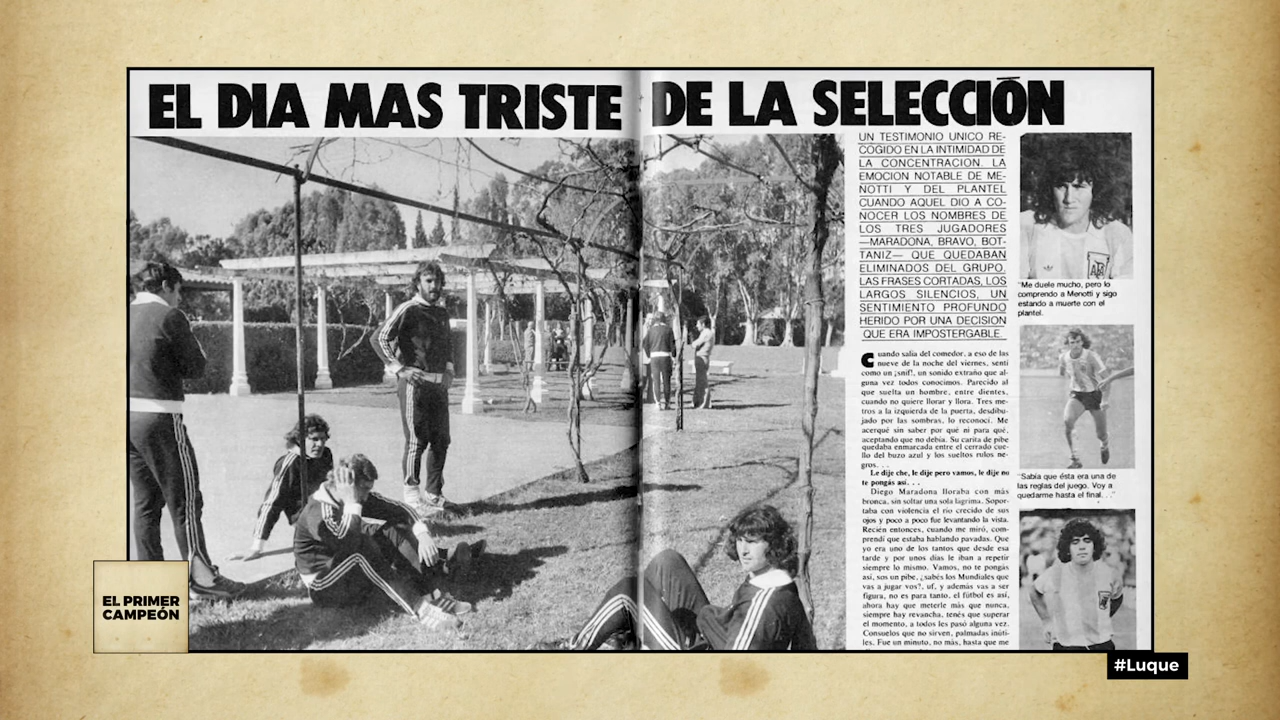 EL DIA MAS TRISTE DE LA SELECCIÓN
UN TESTIMONIO UNICO RE-
COGIDO EN LA INTIMIDAD DE
LA CONCENTRACION. LA
EMOCION NOTABLE DE ME-
NOTTI Y DEL PLANTEL
CUANDO AQUEL DIO A CO-
NOCER LOS NOMBRES DE
LOS TRES JUGADORES
—MARADONA, BRAVO, BOT-
TANIZ— QUE QUEDABAN
ELIMINADOS DEL GRUPO.
LAS FRASES CORTADAS, LOS
LARGOS SILENCIOS, UN
SENTIMIENTO PROFUNDO
HERIDO POR UNA DECISION
QUE ERA IMPOSTERGABLE
Cuando salía del comedor, a eso de las
nueve de la noche del viernes, sentí
como un ¡snif!, un sonido extraño que al-
guna vez todos conocimos. Parecido al
que suelta un hombre, entre dientes,
cuando no quiere llorar y llora. Tres me-
tros a la izquierda de la puerta, desdibu-
jado por las sombras, lo reconocí. Me
acerqué sin saber por qué ni para qué,
aceptando que no debía. Su carita de pibe
quedaba enmarcada entre el cerrado cue-
llo del buzo azul y los sueltos rulos ne-
gros. . .
Le dije che, le dije pero vamos, le dije no
te pongás así. . .
Diego Maradona lloraba con más
bronca, sin soltar una sola lágrima. Sopor-
taba con violencia el río crecido de sus
ojos y poco a poco fue levantando la vista.
Recién entonces, cuando me miró, com-
prendí que estaba hablando pavadas. Que
yo era uno de los tantos que desde esa
tarde y por unos días le iban a repetir
siempre lo mismo. Vamos, no te pongás
así, sos un pibe, ¿sabés los Mundiales que
vas a jugar vos?, uf, y además vas a ser
figura, no es para tanto, el fútbol es así,
ahora hay que meterle más que nunca,
siempre hay revancha, tenés que superar
el momento, a todos les pasó alguna vez.
Consuelos que no sirven, palmadas inúti-
les. Fue un minuto, no más, hasta que me
"Me duele mucho, pero lo
comprendo a Menotti y sigo
estando a muerte con el
plantel.
"Sabía que ésta era una de
las reglas del juego. Voy a
quedarme hasta el final. . ."
EL PRIMER
CAMPEÓN
#Luque